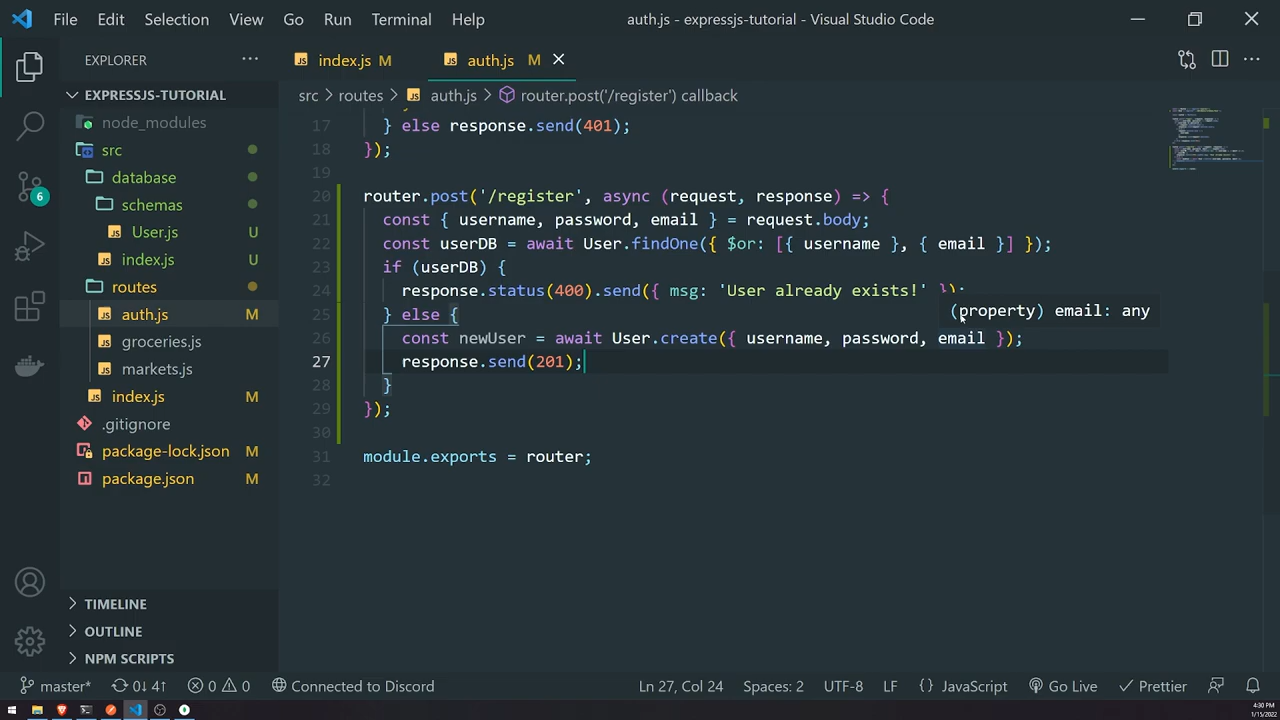 File Edit Selection View Go Run Terminal Help
auth.js - expressjs-tutorial - Visual Studio Code
EXPLORER
index.js M
auth.js M
EXPRESSJS-TUTORIAL
node_modules
src
database
schemas
User.js U
index.js U
routes
auth.js M
groceries.js
markets.js
index.js M
.gitignore
package-lock.json M
package.json M
TIMELINE
OUTLINE
NPM SCRIPTS
6
src > routes > auth.js > router.post('/register') callback
17 } else response.send(401);
18 });
19
20 router.post('/register', async (request, response) => {
21 const { username, password, email } = request.body;
22 const userDB = await User.findOne({ $or: [{ username }, { email }] });
23 if (userDB) {
24 response.status(400).send({ msg: 'User already exists!' });
25 } else {
(property) email: any
26 const newUser = await User.create({ username, password, email });
27 response.send(201);
28 }
29 });
30
31 module.exports = router;
32
master* 0↓ 4↑ 0 0 Connected to Discord
Ln 27, Col 24 Spaces: 2 UTF-8 LF {} JavaScript Go Live Prettier
4:30 PM
1/15/2022